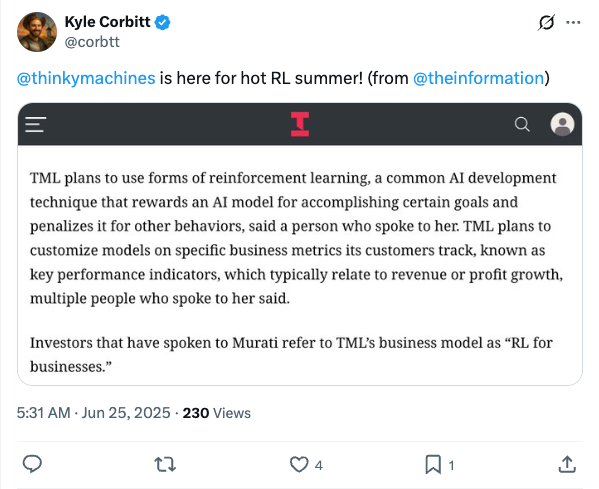 Kyle Corbitt
@corbtt
@thinkymachines is here for hot RL summer! (from @theinformation)
TML plans to use forms of reinforcement learning, a common AI development
technique that rewards an AI model for accomplishing certain goals and
penalizes it for other behaviors, said a person who spoke to her. TML plans to
customize models on specific business metrics its customers track, known as
key performance indicators, which typically relate to revenue or profit growth,
multiple people who spoke to her said.
Investors that have spoken to Murati refer to TML’s business model as “RL for
businesses.”
5:31 AM · Jun 25, 2025 · 230 Views
4
1